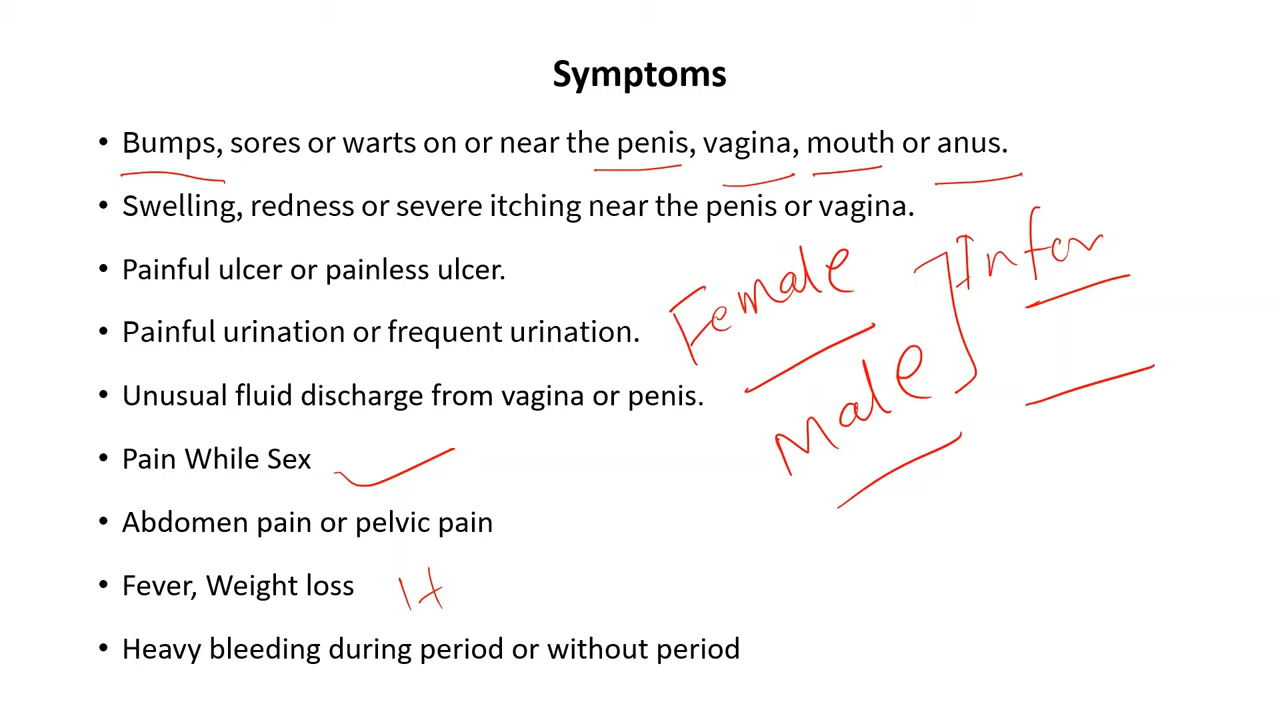 Symptoms
• Bumps, sores or warts on or near the penis, vagina, mouth or anus.
• Swelling, redness or severe itching near the penis or vagina.
• Painful ulcer or painless ulcer.
• Painful urination or frequent urination.
• Unusual fluid discharge from vagina or penis.
• Pain While Sex
• Abdomen pain or pelvic pain
• Fever, Weight loss
• Heavy bleeding during period or without period
Female
Male